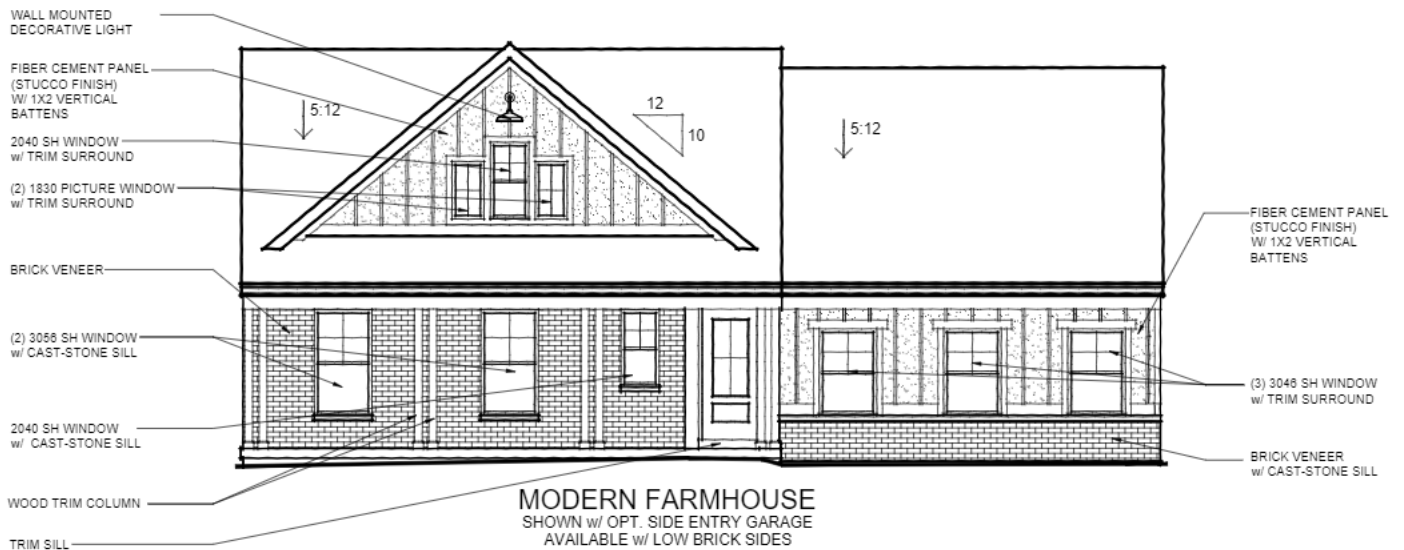 WALL MOUNTED
DECORATIVE LIGHT
FIBER CEMENT PANEL
(STUCCO FINISH)
W/ 1X2 VERTICAL
BATTENS
2040 SH WINDOW
w/ TRIM SURROUND
(2) 1830 PICTURE WINDOW
w/ TRIM SURROUND
BRICK VENEER
(2) 3056 SH WINDOW
w/ CAST-STONE SILL
2040 SH WINDOW
w/ CAST-STONE SILL
WOOD TRIM COLUMN
TRIM SILL
5:12
12
10
5:12
FIBER CEMENT PANEL
(STUCCO FINISH)
W/ 1X2 VERTICAL
BATTENS
(3) 3046 SH WINDOW
w/ TRIM SURROUND
BRICK VENEER
w/ CAST-STONE SILL
MODERN FARMHOUSE
SHOWN w/ OPT. SIDE ENTRY GARAGE
AVAILABLE w/ LOW BRICK SIDES